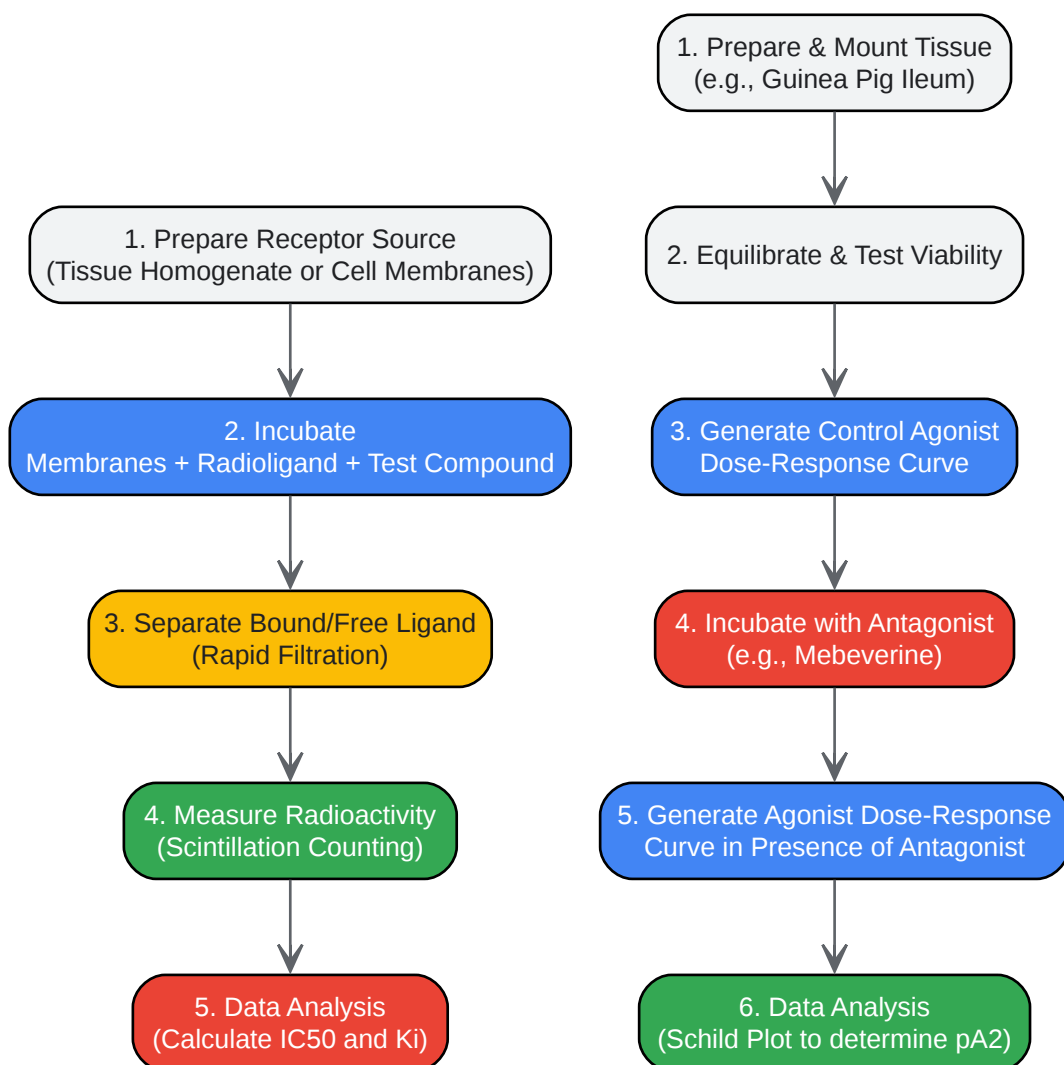 1. Prepare Receptor Source
(Tissue Homogenate or Cell Membranes)
2. Incubate
Membranes + Radioligand + Test Compound
3. Separate Bound/Free Ligand
(Rapid Filtration)
4. Measure Radioactivity
(Scintillation Counting)
5. Data Analysis
(Calculate IC50 and Ki)
1. Prepare & Mount Tissue
(e.g., Guinea Pig Ileum)
2. Equilibrate & Test Viability
3. Generate Control Agonist
Dose-Response Curve
4. Incubate with Antagonist
(e.g., Mebeverine)
5. Generate Agonist Dose-Response
Curve in Presence of Antagonist
6. Data Analysis
(Schild Plot to determine pA2)